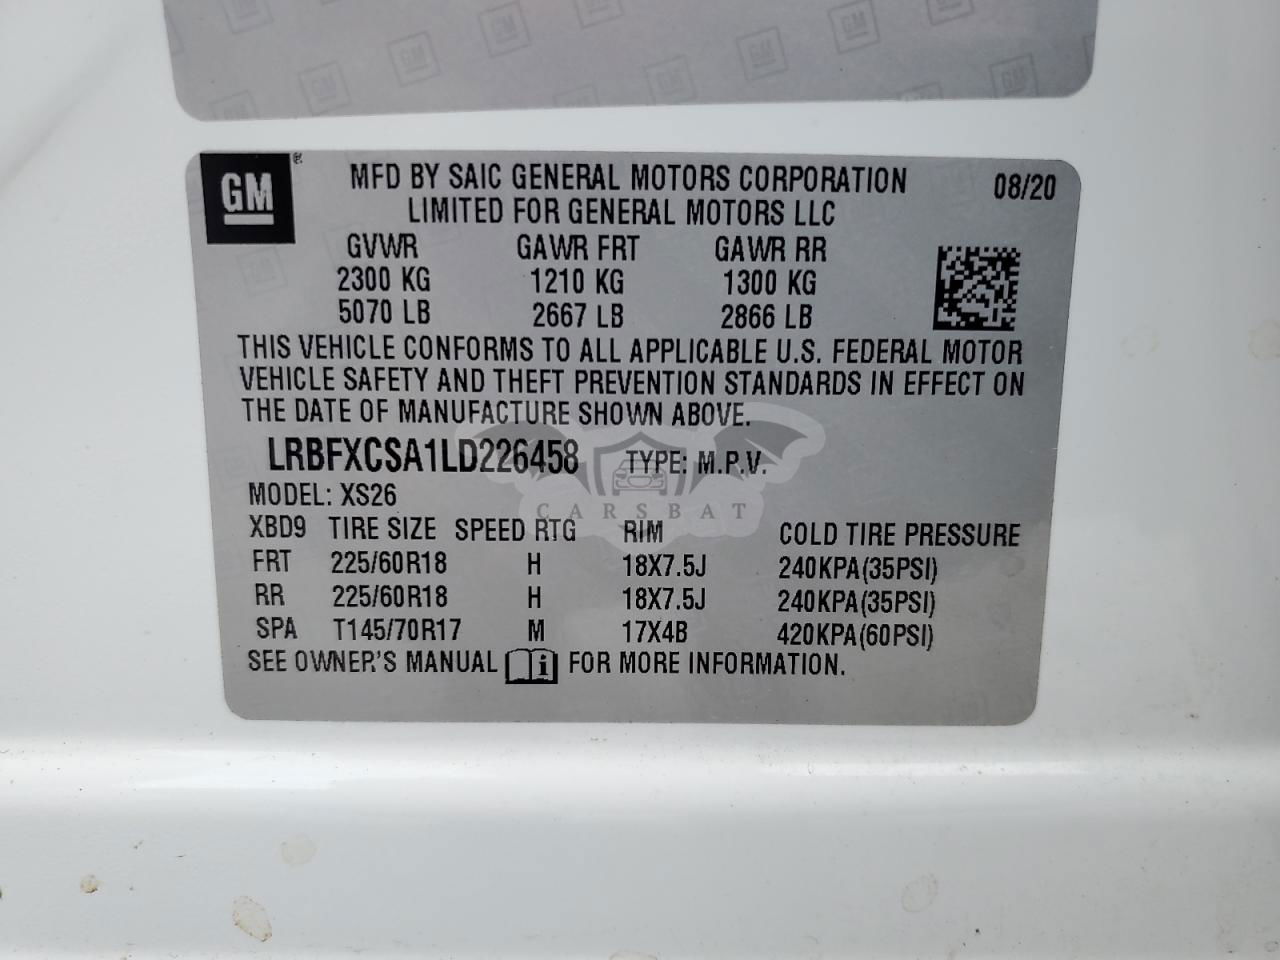 GM
MFD BY SAIC GENERAL MOTORS CORPORATION 08/20
LIMITED FOR GENERAL MOTORS LLC
GVWR GAWR FRT GAWR RR
2300 KG 1210 KG 1300 KG
5070 LB 2667 LB 2866 LB
THIS VEHICLE CONFORMS TO ALL APPLICABLE U.S. FEDERAL MOTOR
VEHICLE SAFETY AND THEFT PREVENTION STANDARDS IN EFFECT ON
THE DATE OF MANUFACTURE SHOWN ABOVE.
LRBFXCSA1LD226458 TYPE: M.P.V.
MODEL: XS26
CARSBAT
XBD9 TIRE SIZE SPEED RTG RIM COLD TIRE PRESSURE
FRT 225/60R18 H 18X7.5J 240KPA(35PSI)
RR 225/60R18 H 18X7.5J 240KPA(35PSI)
SPA T145/70R17 M 17X4B 420KPA(60PSI)
SEE OWNER'S MANUAL i FOR MORE INFORMATION.